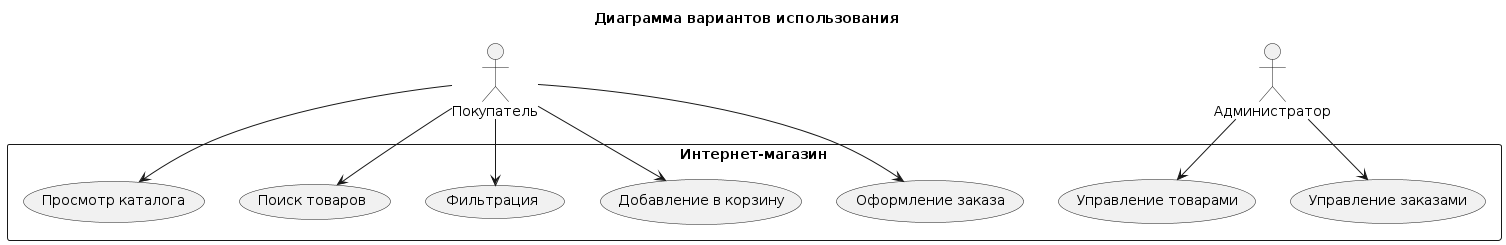 Диаграмма вариантов использования
Покупатель
Администратор
Интернет-магазин
Просмотр каталога
Поиск товаров
Фильтрация
Добавление в корзину
Оформление заказа
Управление товарами
Управление заказами